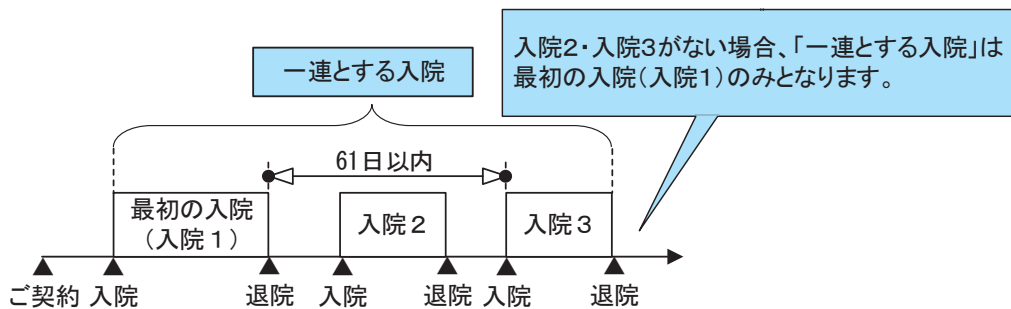 入院2・入院3がない場合、「一連とする入院」は
最初の入院(入院1)のみとなります。
一連とする入院
61日以内
最初の入院
(入院1)
入院2
入院3
ご契約 入院 退院 入院 退院 入院 退院